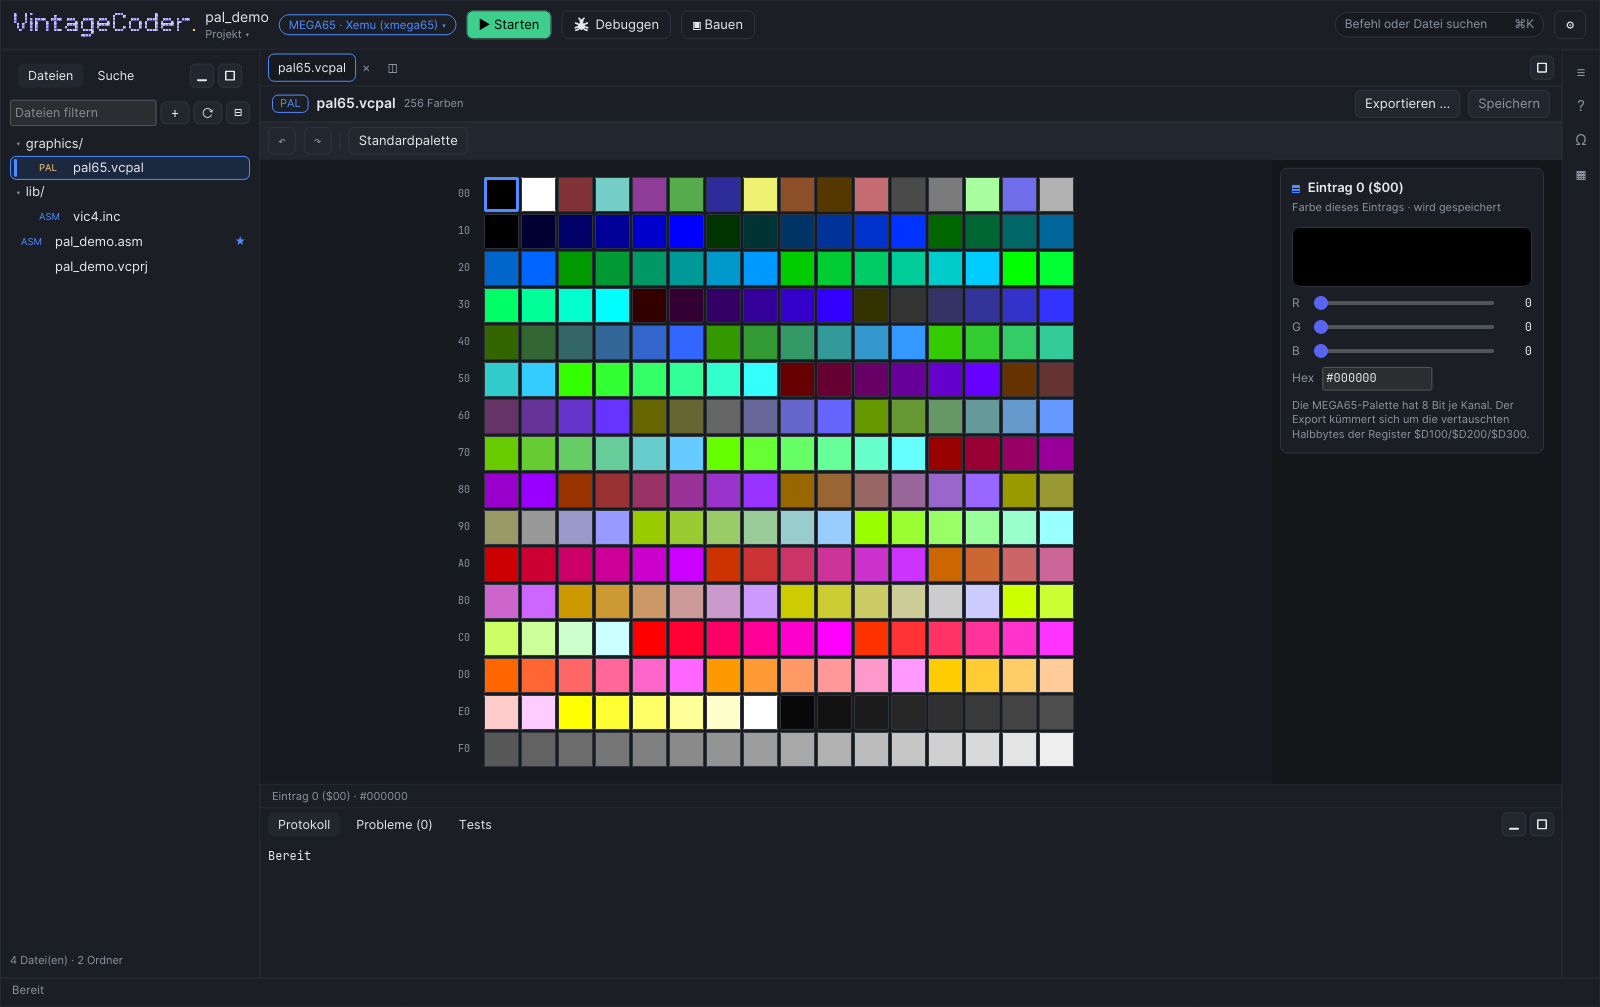 VintageCoder.
pal_demo
Projekt
MEGA65 · Xemu (xmega65)
Starten
Debuggen
Bauen
Befehl oder Datei suchen ⌘K
Dateien Suche
Dateien filtern
graphics/
PAL pal65.vcpal
lib/
ASM vic4.inc
ASM pal_demo.asm ★
pal_demo.vcprj
4 Datei(en) · 2 Ordner
pal65.vcpal ×
PAL pal65.vcpal 256 Farben
Exportieren ... Speichern
Standardpalette
00
10
20
30
40
50
60
70
80
90
A0
B0
C0
D0
E0
F0
Eintrag 0 ($00)
Farbe dieses Eintrags · wird gespeichert
R 0
G 0
B 0
Hex #000000
Die MEGA65-Palette hat 8 Bit je Kanal. Der
Export kümmert sich um die vertauschten
Halbbytes der Register $D100/$D200/$D300.
? 
Ω
Eintrag 0 ($00) · #000000
Protokoll Probleme (0) Tests
Bereit
Bereit